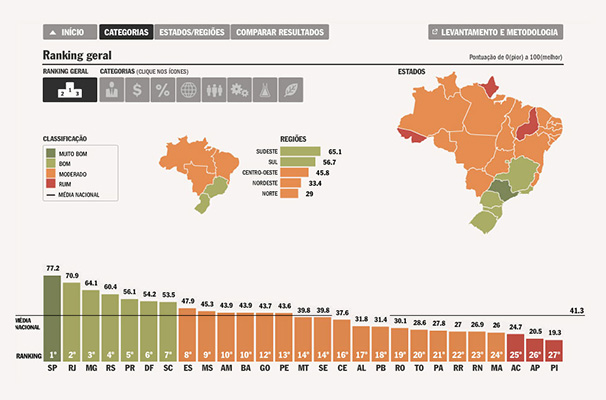 INÍCIO CATEGORIAS ESTADOS/REGIÕES COMPARAR RESULTADOS LEVANTAMENTO E METODOLOGIA
Ranking geral Pontuação de 0(pior) a 100(melhor)
RANKING GERAL CATEGORIAS (CLIQUE NOS ÍCONES) ESTADOS
2 1 3 $ %
CLASSIFICAÇÃO REGIÕES
MUITO BOM
BOM
MODERADO
RUIM
MÉDIA NACIONAL
SUDESTE 65.1
SUL 56.7
CENTRO-OESTE 45.8
NORDESTE 33.4
NORTE 29
77.2 70.9 64.1 60.4 56.1 54.2 53.5 47.9 45.3 43.9 43.9 43.7 43.6 39.8 39.8 37.6 31.8 31.4 30.1 28.6 27.8 27 26.9 26 24.7 20.5 19.3
MÉDIA NACIONAL 41.3
RANKING 1º 2º 3º 4º 5º 6º 7º 8º 9º 10º 10º 12º 13º 14º 14º 16º 17º 18º 19º 20º 21º 22º 23º 24º 25º 26º 27º
SP RJ MG RS PR DF SC ES MS AM BA GO PE MT SE CE AL PB RO TO PA RR RN MA AC AP PI